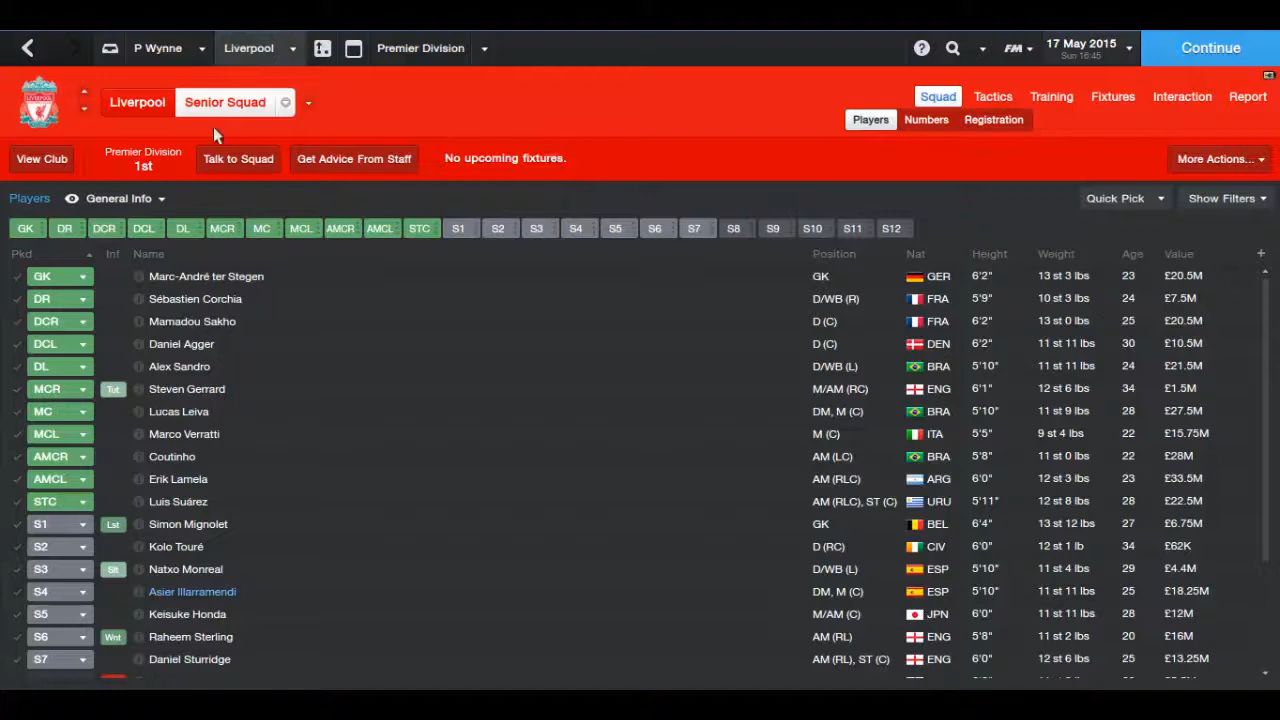 P Wynne Liverpool Premier Division FM 17 May 2015 Continue
Sun 16:45
LIVERPOOL
Liverpool Senior Squad Squad Tactics Training Fixtures Interaction Report
Players Numbers Registration
View Club Premier Division Talk to Squad Get Advice From Staff No upcoming fixtures. More Actions...
1st
Players General Info Quick Pick Show Filters
GK DR DCR DCL DL MCR MC MCL AMCR AMCL STC S1 S2 S3 S4 S5 S6 S7 S8 S9 S10 S11 S12
Pkd Inf Name Position Nat Height Weight Age Value
GK Marc-André ter Stegen GK GER 6'2" 13 st 3 lbs 23 £20.5M
DR Sébastien Corchia D/WB (R) FRA 5'9" 10 st 3 lbs 24 £7.5M
DCR Mamadou Sakho D (C) FRA 6'2" 13 st 0 lbs 25 £20.5M
DCL Daniel Agger D (C) DEN 6'2" 11 st 11 lbs 30 £10.5M
DL Alex Sandro D/WB (L) BRA 5'10" 11 st 11 lbs 24 £21.5M
MCR Tut Steven Gerrard M/AM (RC) ENG 6'1" 12 st 6 lbs 34 £1.5M
MC Lucas Leiva DM, M (C) BRA 5'10" 11 st 9 lbs 28 £27.5M
MCL Marco Verratti M (C) ITA 5'5" 9 st 4 lbs 22 £15.75M
AMCR Coutinho AM (LC) BRA 5'8" 11 st 0 lbs 22 £28M
AMCL Erik Lamela AM (RLC) ARG 6'0" 12 st 3 lbs 23 £33.5M
STC Luis Suárez AM (RLC), ST (C) URU 5'11" 12 st 8 lbs 28 £22.5M
S1 Lst Simon Mignolet GK BEL 6'4" 13 st 12 lbs 27 £6.75M
S2 Kolo Touré D (RC) CIV 6'0" 12 st 1 lb 34 £62K
S3 Slt Natxo Monreal D/WB (L) ESP 5'10" 11 st 4 lbs 29 £4.4M
S4 Asier Illarramendi DM, M (C) ESP 5'10" 11 st 11 lbs 25 £18.25M
S5 Keisuke Honda M/AM (C) JPN 6'0" 11 st 11 lbs 28 £12M
S6 Wnt Raheem Sterling AM (RL) ENG 5'8" 11 st 2 lbs 20 £16M
S7 Daniel Sturridge AM (RL), ST (C) ENG 6'0" 12 st 6 lbs 25 £13.25M